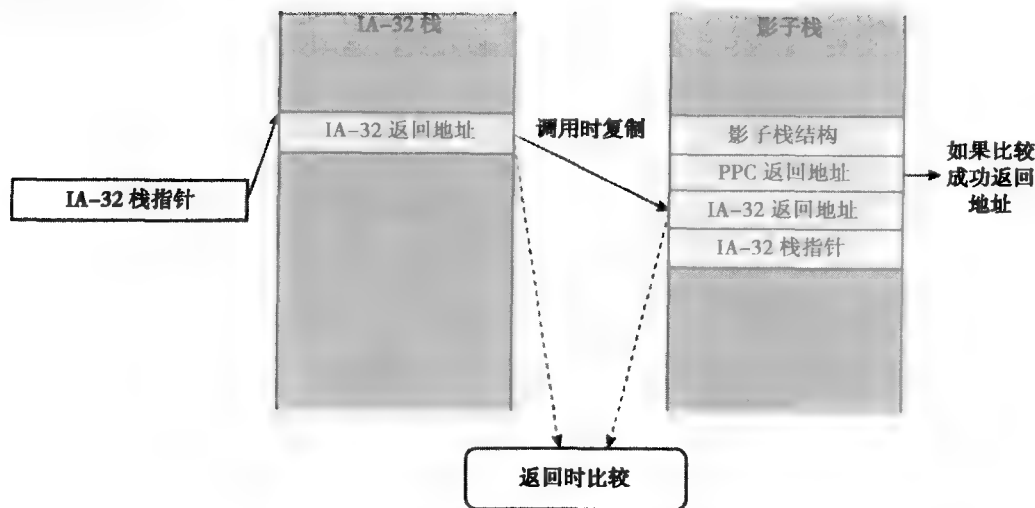 IA-32 栈
影子栈
IA-32 返回地址
调用时复制
影子栈结构
PPC 返回地址
IA-32 返回地址
IA-32 栈指针
如果比较
成功返回
地址
IA-32 栈指针
返回时比较